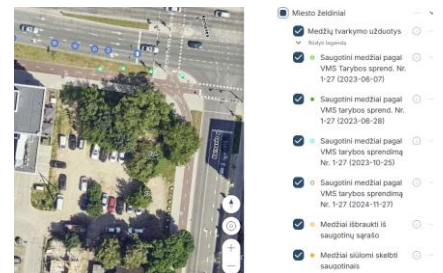 Miesto želdiniai
Medžių tvarkymo užduotys
Rodyti legendą
Saugotini medžiai pagal
VMS Tarybos sprend. Nr.
1-27 (2023-06-07)
Saugotini medžiai pagal
VMS tarybos sprend. Nr.
1-27 (2023-06-28)
Saugotini medžiai pagal
VMS tarybos sprendimą
Nr. 1-27 (2023-10-25)
Saugotini medžiai pagal
VMS tarybos sprendimą
Nr. 1-27 (2024-11-27)
Medžiai išbraukti iš
saugotinų sąrašo
Medžiai siūlomi skelbti
saugotinais